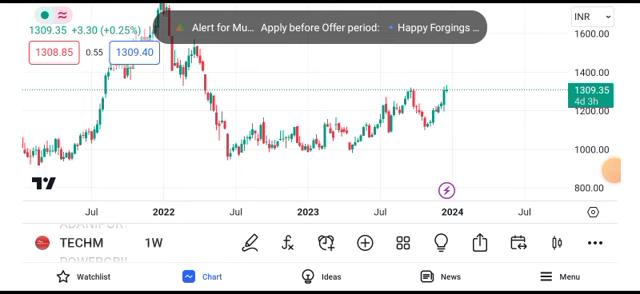 INR
Alert for Mu... Apply before Offer period: Happy Forgings ...
1309.35 +3.30 (+0.25%)
1600.00
1308.85 0.55 1309.40
1400.00
1309.35
4d 3h
1200.00
1000.00
800.00
Jul 2022 Jul 2023 Jul 2024 Jul
TECHM 1W
Watchlist Chart Ideas News Menu